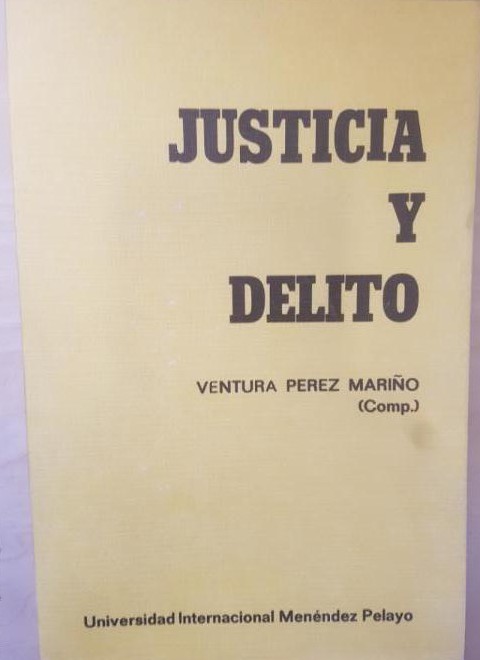 JUSTICIA
Y
DELITO
VENTURA PEREZ MARIÑO
(Comp.)
Universidad Internacional Menéndez Pelayo